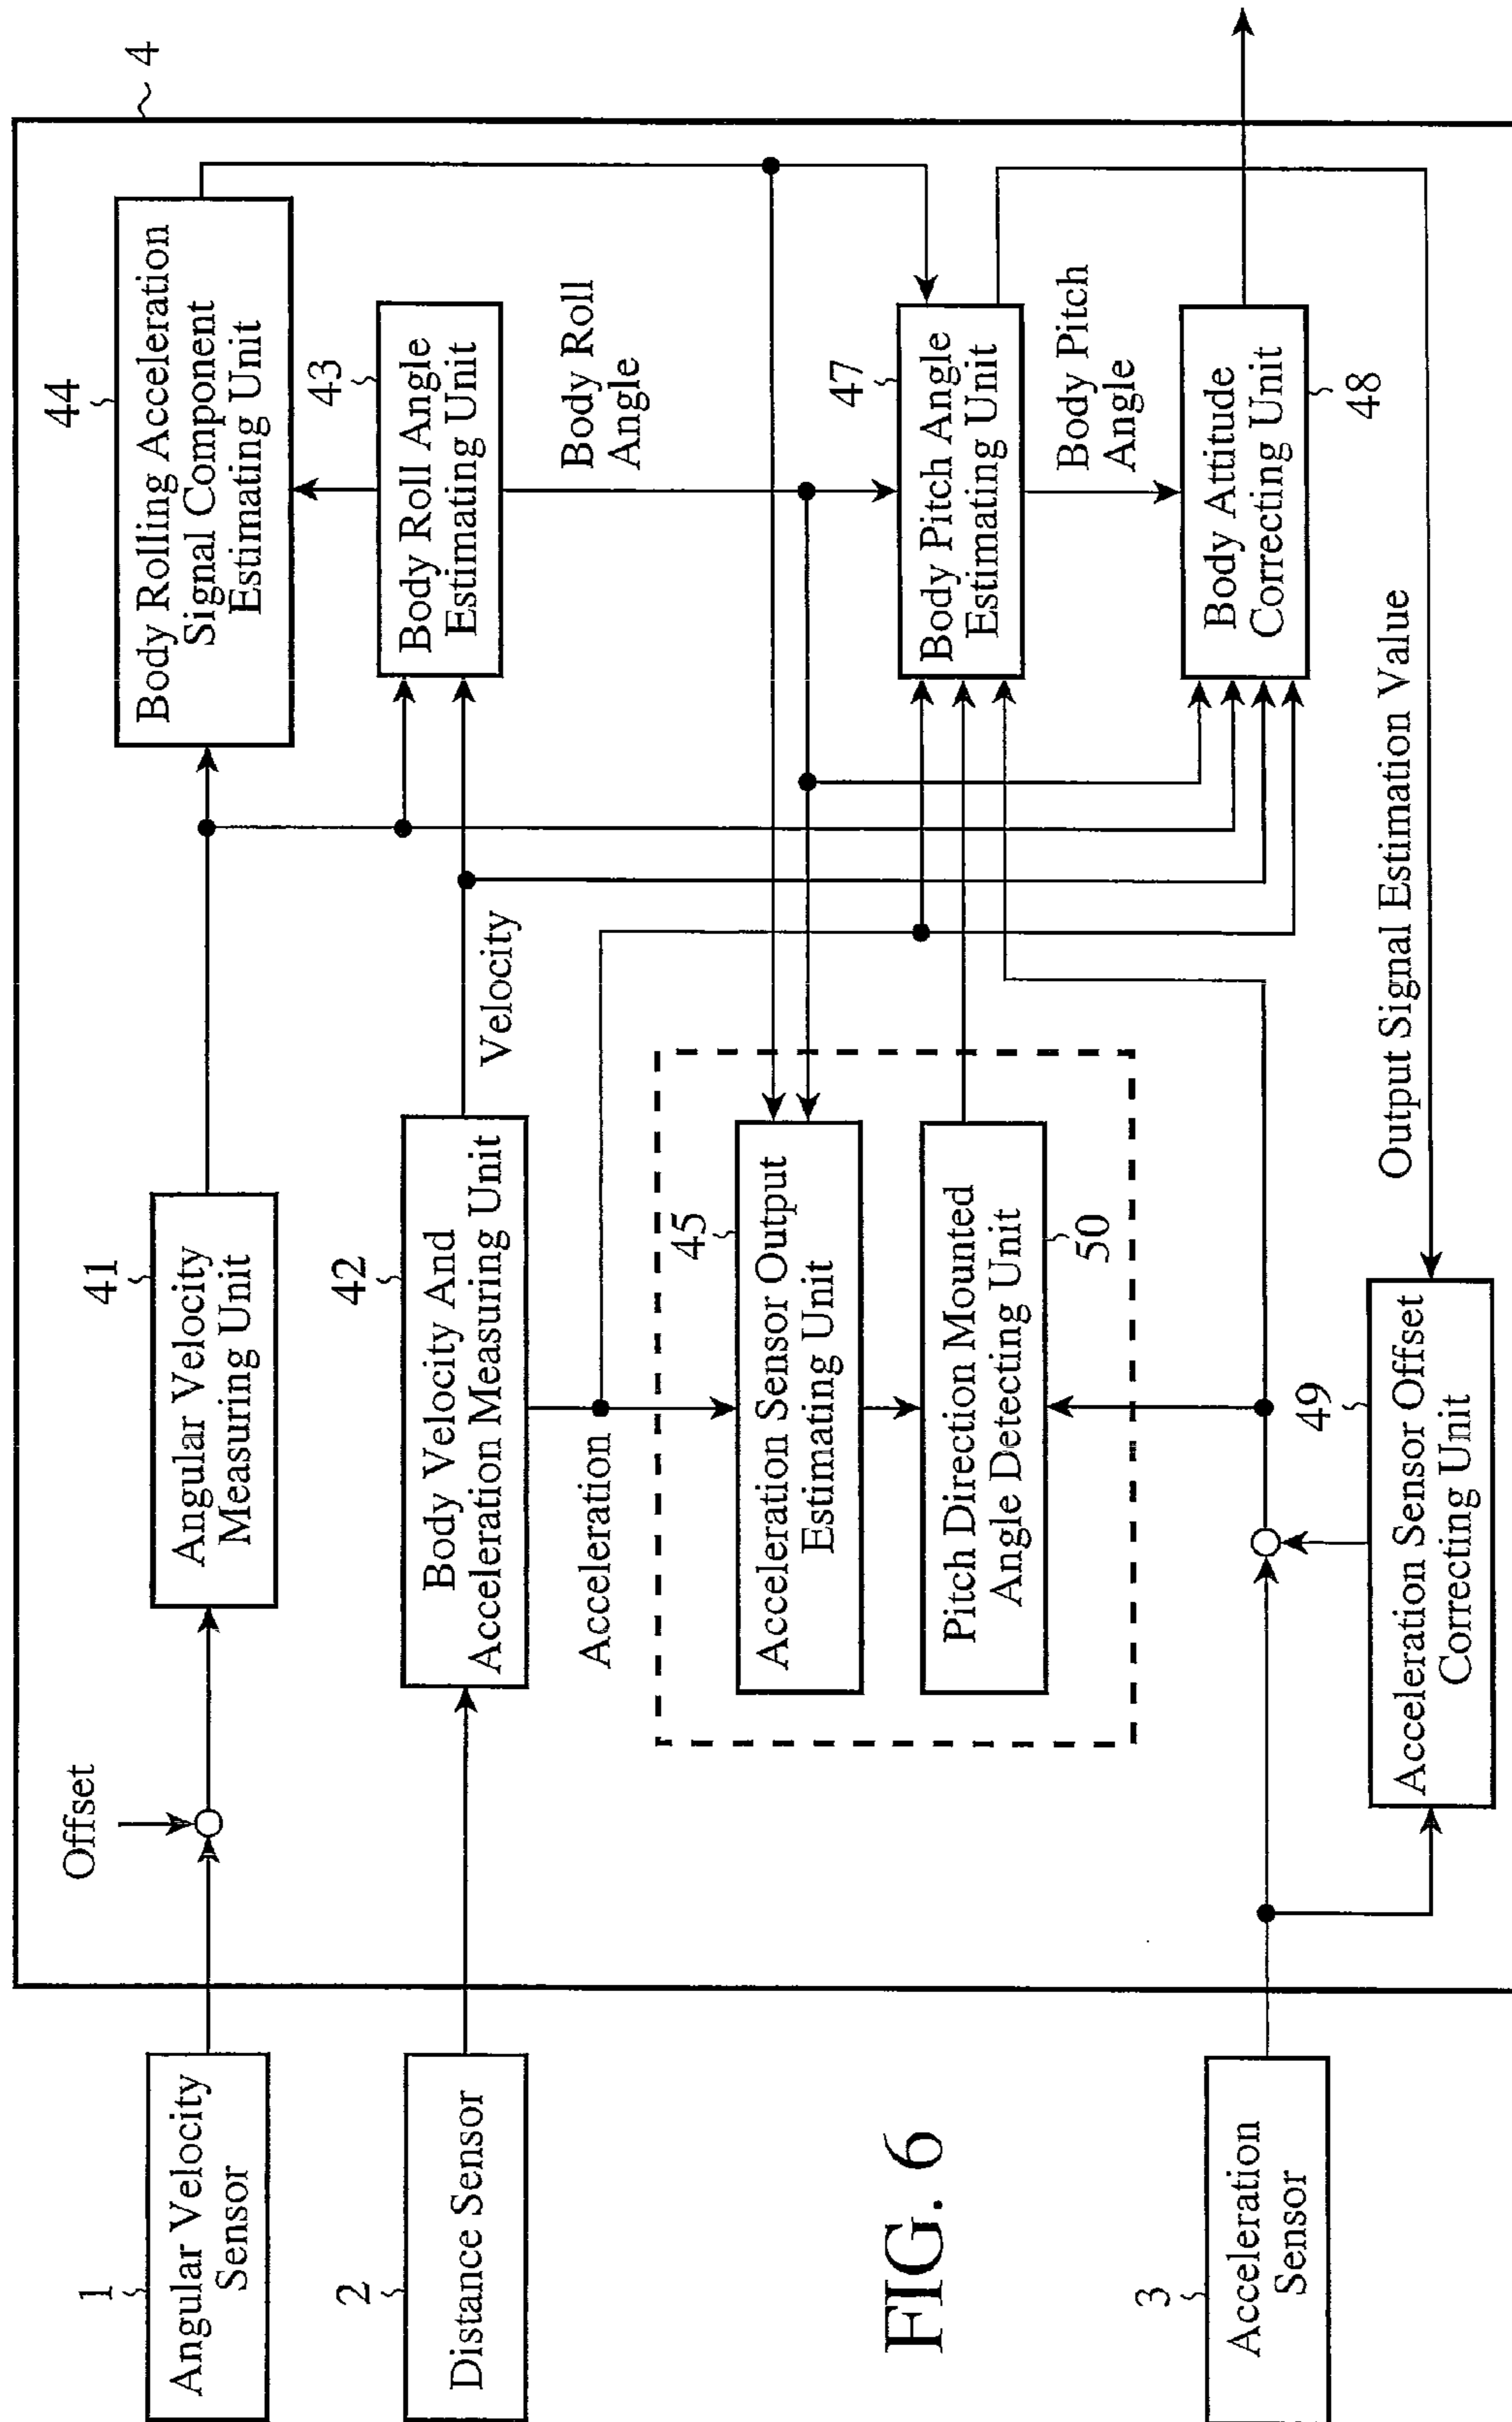 1
Angular Velocity
Sensor
2
Distance Sensor
3
Acceleration
Sensor
4
Offset
41
Angular Velocity
Measuring Unit
42
Body Velocity And
Acceleration Measuring Unit
Velocity
Acceleration
44
Body Rolling Acceleration
Signal Component
Estimating Unit
43
Body Roll Angle
Estimating Unit
Body Roll
Angle
45
Acceleration Sensor Output
Estimating Unit
Pitch Direction Mounted
Angle Detecting Unit
50
47
Body Pitch Angle
Estimating Unit
Body Pitch
Angle
Body Attitude
Correcting Unit
48
49
Acceleration Sensor Offset
Correcting Unit
Output Signal Estimation Value
FIG. 6